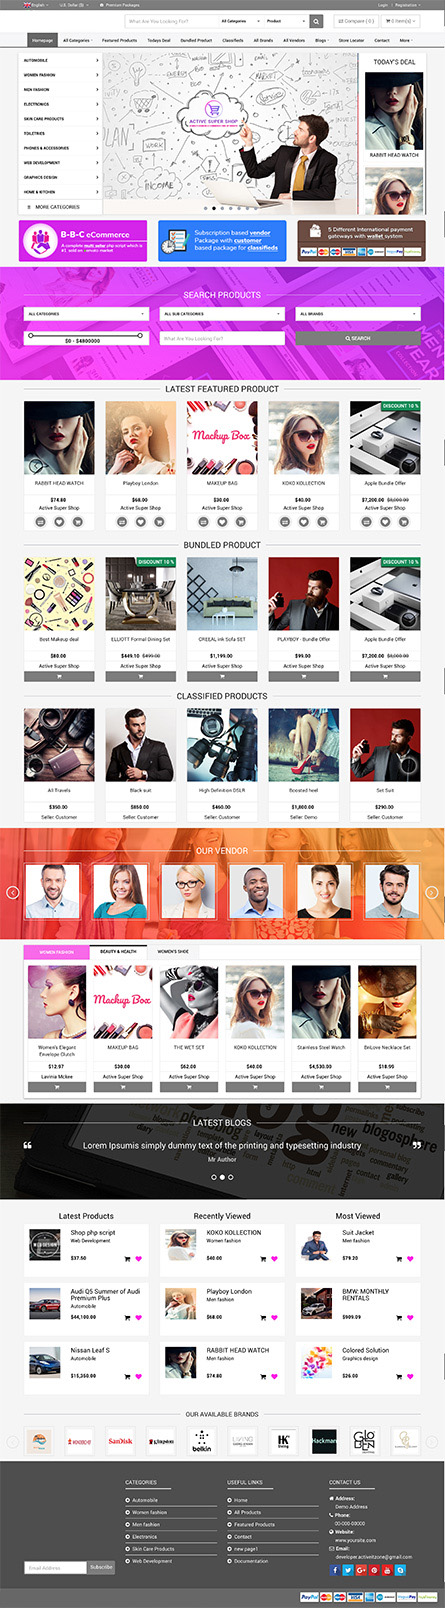 English
U.S. Dollar ($)
Premium Packages
Login
Registration
What Are You Looking For?
All Categories
Product
Compare ( 0 )
0 Item(s)
Homepage
All Categories
Featured Products
Todays Deal
Bundled Product
Classifieds
All Brands
All Vendors
Blogs
Store Locator
Contact
More
AUTOMOBILE
WOMEN FASHION
MEN FASHION
ELECTRONICS
SKIN CARE PRODUCTS
TOILETRIES
PHONES & ACCESSORIES
WEB DEVELOPMENT
GRAPHICS DESIGN
HOME & KITCHEN
MORE CATEGORIES
ACTIVE SUPER SHOP
INCOME
TODAYS DEAL
RABBIT HEAD WATCH
B-B-C eCommerce
A complete multi seller php script which is
Subscription based vendor
Package with customer
based package for classifieds
5 Different International payment
gateways with wallet system
SEARCH PRODUCTS
ALL CATEGORIES
ALL SUB CATEGORIES
ALL BRANDS
$0 - $4800000
What Are You Looking For?
SEARCH
LATEST FEATURED PRODUCT
Mackup Box
DISCOUNT 10 %
RABBIT HEAD WATCH
Playboy London
MAKEUP BAG
KOKO KOLLECTION
Apple Bundle Offer
$74.80
$68.00
$30.00
$40.00
$7,200.00 $8,000.00
Active Super Shop
Active Super Shop
Active Super Shop
Active Super Shop
Active Super Shop
BUNDLED PRODUCT
DISCOUNT 10 %
DISCOUNT 10 %
Best Makeup deal
ELLIOTT Formal Dining Set
CREEAL ink Sofa SET
PLAYBOY - Bundle Offer
Apple Bundle Offer
$80.00
$449.10 $499.00
$1,199.00
$99.00
$7,200.00 $8,000.00
Active Super Shop
Active Super Shop
Active Super Shop
Active Super Shop
Active Super Shop
CLASSIFIED PRODUCTS
All Travels
Black suit
High Definition DSLR
Boosted heel
Set Suit
$350.00
$850.00
$460.00
$1,800.00
$290.00
Seller: Customer
Seller: Customer
Seller: Customer
Seller: Demo
Seller: Customer
OUR VENDOR
WOMEN FASHION
BEAUTY & HEALTH
WOMEN'S SHOE
Mackup Box
Women's Elegant Envelope Clutch
MAKEUP BAG
THE WET SET
KOKO KOLLECTION
Stainless Steel Watch
BriLove Necklace Set
$12.97
$30.00
$62.00
$40.00
$4,530.00
$18.99
Lavinia Mckee
Active Super Shop
Active Super Shop
Active Super Shop
Active Super Shop
Active Super Shop
LATEST BLOGS
Lorem Ipsumis simply dummy text of the printing and typesetting industry
Mr Author
Latest Products
Recently Viewed
Most Viewed
Shop php script
Web Development
$37.50
KOKO KOLLECTION
Women fashion
$40.00
Suit Jacket
Men fashion
$79.20
Audi Q5 Summer of Audi
Premium Plus
Automobile
$44,100.00
Playboy London
Men fashion
$68.00
BMW: MONTHLY
RENTALS
$909.09
Nissan Leaf S
Automobile
$15,350.00
RABBIT HEAD WATCH
Men fashion
$74.80
Colored Solution
Graphics design
$26.00
OUR AVAILABLE BRANDS
SanDisk
Kingston
belkin
LIVING
HK
living
Hackman
GLOBEN
CATEGORIES
Automobile
Women fashion
Men fashion
Electronics
Skin Care Products
Web Development
USEFUL LINKS
Home
All Products
Featured Products
Contact
new page1
Documentation
CONTACT US
Address:
Demo Address
Phone:
00-000-00000
Website:
www.yoursite.com
Email:
developer.activeitzone@gmail.com
Email Address
Subscribe
PayPal
VISA